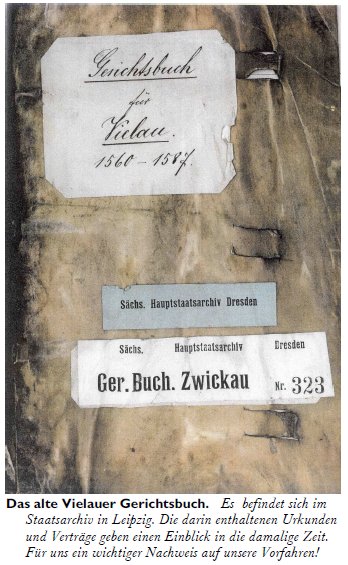 Gerichtsbuch
für
Vielau.
1560 – 1587.
Sächs. Hauptstaatsarchiv Dresden
Sächs. Hauptstaatsarchiv Dresden
Ger. Buch. Zwickau Nr. 323
Das alte Vielauer Gerichtsbuch. Es befindet sich im
Staatsarchiv in Leipzig. Die darin enthaltenen Urkunden
und Verträge geben einen Einblick in die damalige Zeit.
Für uns ein wichtiger Nachweis auf unsere Vorfahren!